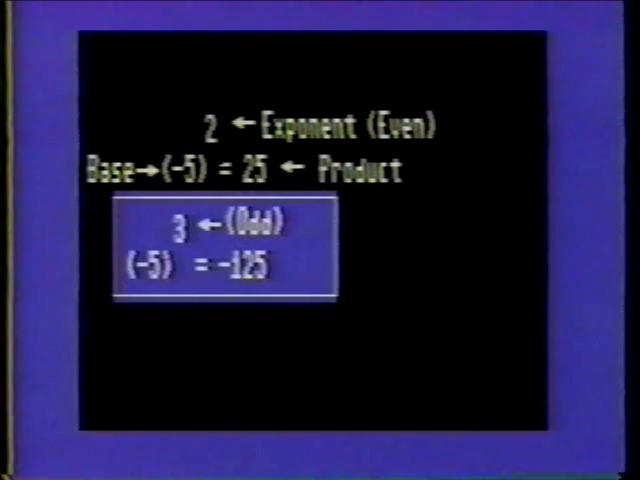 2 ← Exponent (Even)
Base→(-5) = 25 ← Product
3 ←(Odd)
(-5) = -125